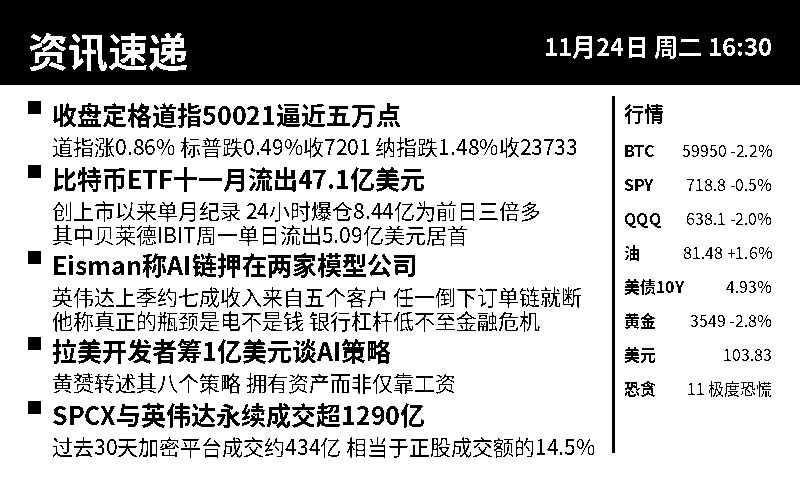 资讯速递
11月24日 周二 16:30
收盘定格道指50021逼近五万点
道指涨0.86% 标普跌0.49%收7201 纳指跌1.48%收23733
比特币ETF十一月流出47.1亿美元
创上市以来单月纪录 24小时爆仓8.44亿为前日三倍多
其中贝莱德IBIT周一单日流出5.09亿美元居首
Eisman称AI链押在两家模型公司
英伟达上季约七成收入来自五个客户 任一倒下订单链就断
他称真正的瓶颈是电不是钱 银行杠杆低不至金融危机
拉美开发者筹1亿美元谈AI策略
黄赟转述其八个策略 拥有资产而非仅靠工资
SPCX与英伟达永续成交超1290亿
过去30天加密平台成交约434亿 相当于正股成交额的14.5%
行情
BTC 59950 -2.2%
SPY 718.8 -0.5%
QQQ 638.1 -2.0%
油 81.48 +1.6%
美债10Y 4.93%
黄金 3549 -2.8%
美元 103.83
恐贪 11 极度恐慌